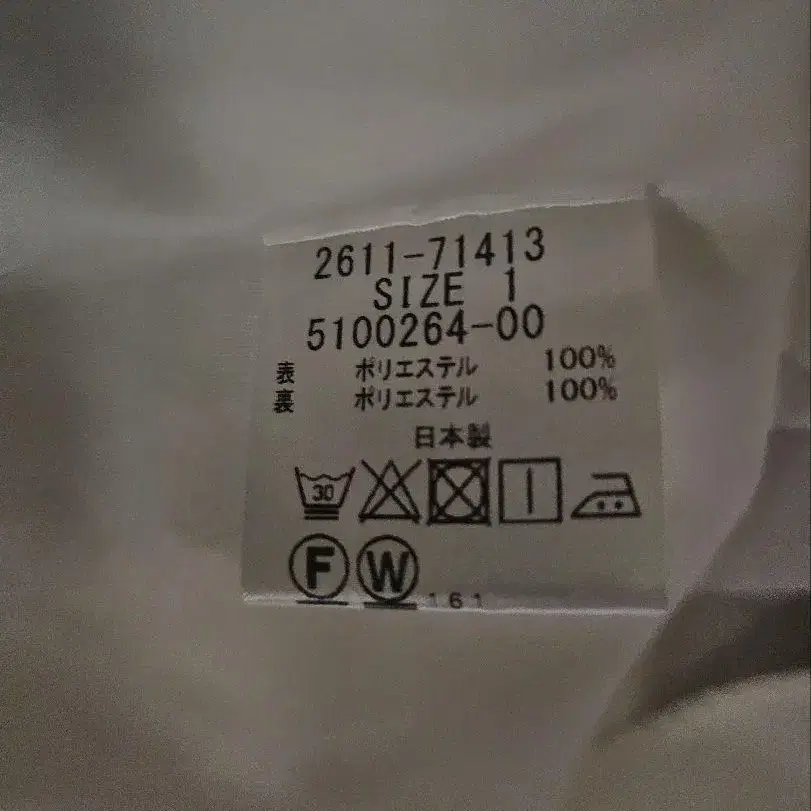 2611-71413
SIZE 1
5100264-00
表 ポリエステル 100%
裏 ポリエステル 100%
日本製
30
F W 161